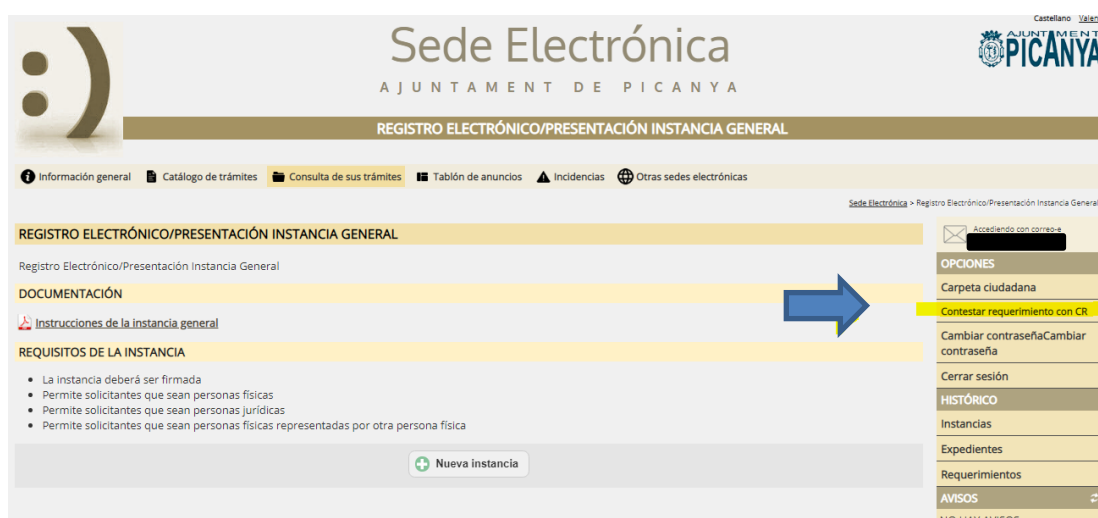 Castellano Valen
Sede Electrónica
AJUNTAMENT DE PICANYA
AJUNTAMENT
PICANYA
REGISTRO ELECTRÓNICO/PRESENTACIÓN INSTANCIA GENERAL
Información general Catálogo de trámites Consulta de sus trámites Tablón de anuncios Incidencias Otras sedes electrónicas
Sede Electrónica > Registro Electrónico/Presentación Instancia General
REGISTRO ELECTRÓNICO/PRESENTACIÓN INSTANCIA GENERAL
Registro Electrónico/Presentación Instancia General
DOCUMENTACIÓN
Instrucciones de la instancia general
REQUISITOS DE LA INSTANCIA
La instancia deberá ser firmada
Permite solicitantes que sean personas físicas
Permite solicitantes que sean personas jurídicas
Permite solicitantes que sean personas físicas representadas por otra persona física
Nueva instancia
Accediendo con correo-e
OPCIONES
Carpeta ciudadana
Contestar requerimiento con CR
Cambiar contraseñaCambiar
contraseña
Cerrar sesión
HISTÓRICO
Instancias
Expedientes
Requerimientos
AVISOS
NO HAY AVISOS